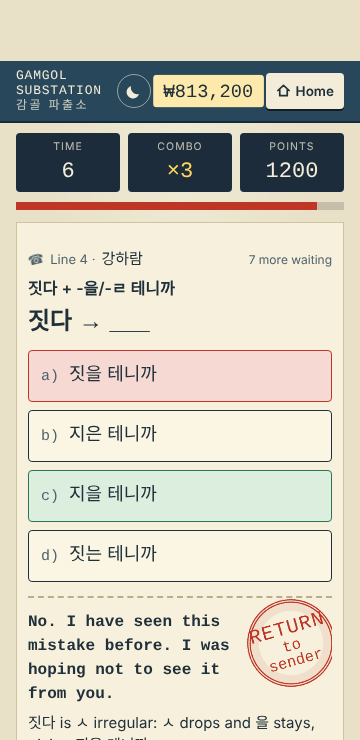 GAMGOL
SUBSTATION
감골 파출소
₩813,200
Home
TIME
6
COMBO
×3
POINTS
1200
Line 4 · 강하람
7 more waiting
짓다 + -을/-ㄹ 테니까
짓다 → ___
a) 짓을 테니까
b) 지은 테니까
c) 지을 테니까
d) 짓는 테니까
No. I have seen this
mistake before. I was
hoping not to see it
from you.
RETURN
to
sender
짓다 is ㅅ irregular: ㅅ drops and 을 stays,